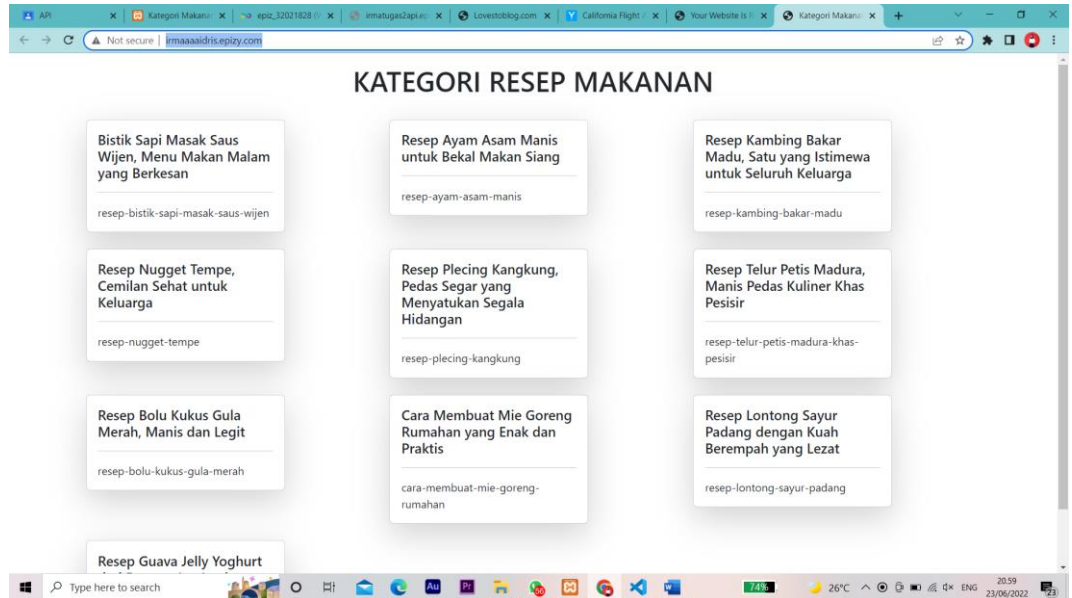 API
Kategori Makana
epiz_32021828 (
irmatugas2api.ep
Lovestoblog.com
California Flight
Your Website Is
Kategori Makana
Not secure
irmaaaaidris.epizy.com
KATEGORI RESEP MAKANAN
Bistik Sapi Masak Saus
Wijen, Menu Makan Malam
yang Berkesan
resep-bistik-sapi-masak-saus-wijen
Resep Ayam Asam Manis
untuk Bekal Makan Siang
resep-ayam-asam-manis
Resep Kambing Bakar
Madu, Satu yang Istimewa
untuk Seluruh Keluarga
resep-kambing-bakar-madu
Resep Nugget Tempe,
Cemilan Sehat untuk
Keluarga
resep-nugget-tempe
Resep Plecing Kangkung,
Pedas Segar yang
Menyatukan Segala
Hidangan
resep-plecing-kangkung
Resep Telur Petis Madura,
Manis Pedas Kuliner Khas
Pesisir
resep-telur-petis-madura-khas-
pesisir
Resep Bolu Kukus Gula
Merah, Manis dan Legit
resep-bolu-kukus-gula-merah
Cara Membuat Mie Goreng
Rumahan yang Enak dan
Praktis
cara-membuat-mie-goreng-
rumahan
Resep Lontong Sayur
Padang dengan Kuah
Berempah yang Lezat
resep-lontong-sayur-padang
Resep Guava Jelly Yoghurt
Type here to search
Au
Pr
74%
26°C
ENG
20.59
23/06/2022
23